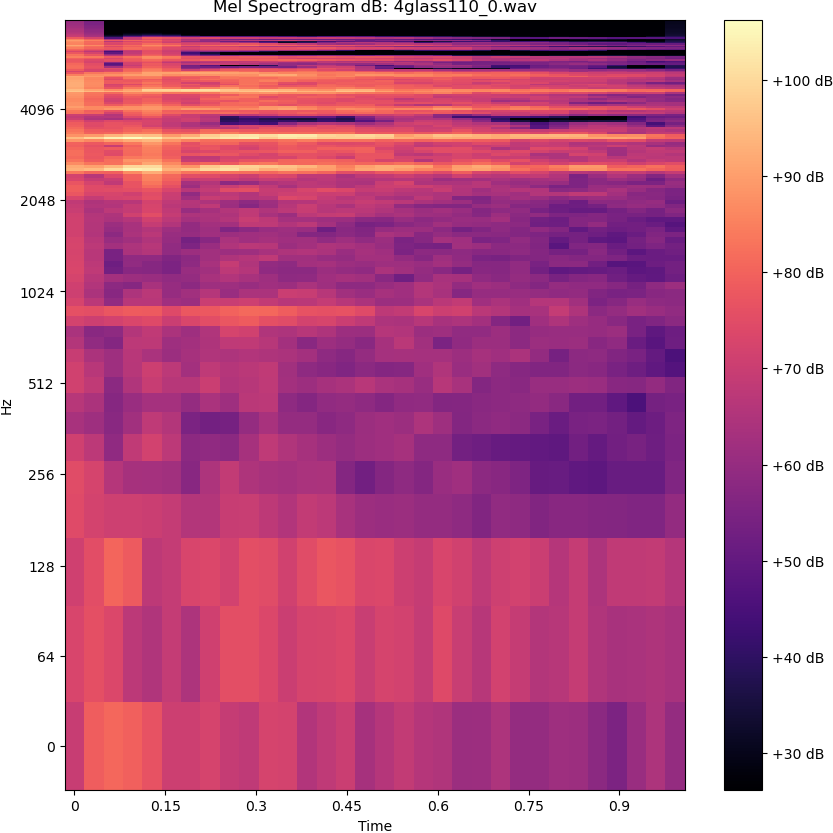 Mel Spectrogram dB: 4glass110_0.wav
Hz
4096
2048
1024
512
256
128
64
0
0
0.15
0.3
0.45
0.6
0.75
0.9
Time
+100 dB
+90 dB
+80 dB
+70 dB
+60 dB
+50 dB
+40 dB
+30 dB